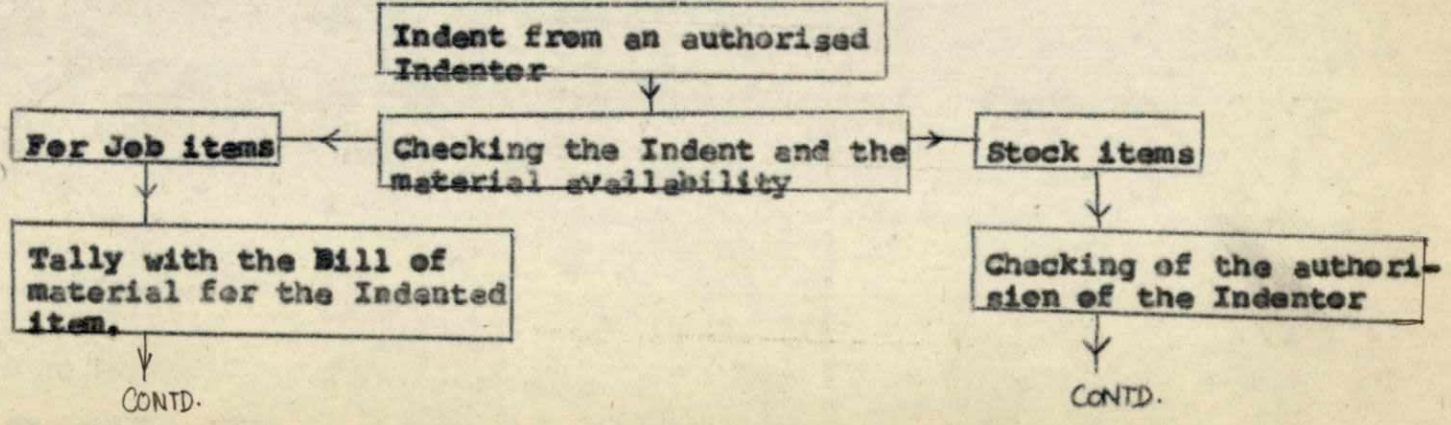 Indent from an authorised
Indentor
For Job items
Checking the Indent and the
material availability
Stock items
Tally with the Bill of
material for the Indented
item.
Checking of the authori-
sion of the Indentor
CONTD.
CONTD.